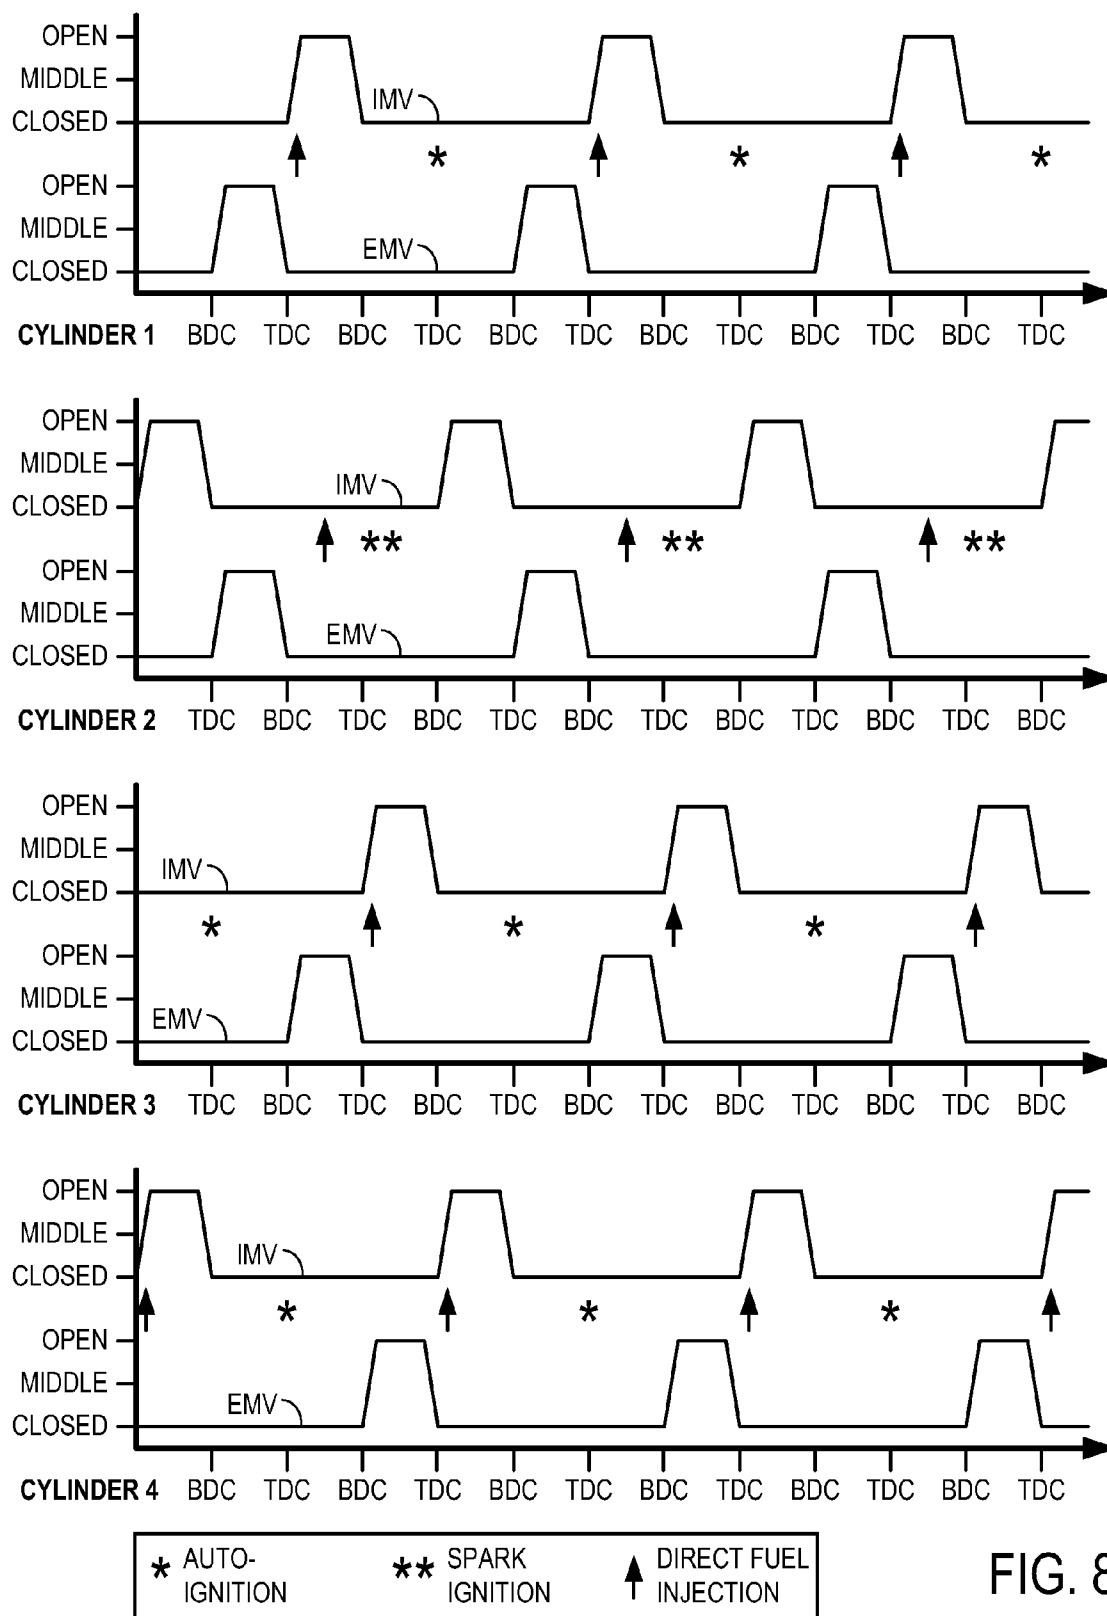 OPEN
MIDDLE
CLOSED
IMV
*
*
*
OPEN
MIDDLE
CLOSED
EMV
CYLINDER 1 BDC TDC BDC TDC BDC TDC BDC TDC BDC TDC BDC TDC
OPEN
MIDDLE
CLOSED
IMV
**
**
**
OPEN
MIDDLE
CLOSED
EMV
CYLINDER 2 TDC BDC TDC BDC TDC BDC TDC BDC TDC BDC TDC BDC
OPEN
MIDDLE
CLOSED
IMV
*
*
*
OPEN
MIDDLE
CLOSED
EMV
CYLINDER 3 TDC BDC TDC BDC TDC BDC TDC BDC TDC BDC TDC BDC
OPEN
MIDDLE
CLOSED
IMV
*
*
*
OPEN
MIDDLE
CLOSED
EMV
CYLINDER 4 BDC TDC BDC TDC BDC TDC BDC TDC BDC TDC BDC TDC
* AUTO-
IGNITION
** SPARK
IGNITION
DIRECT FUEL
INJECTION
FIG. 8